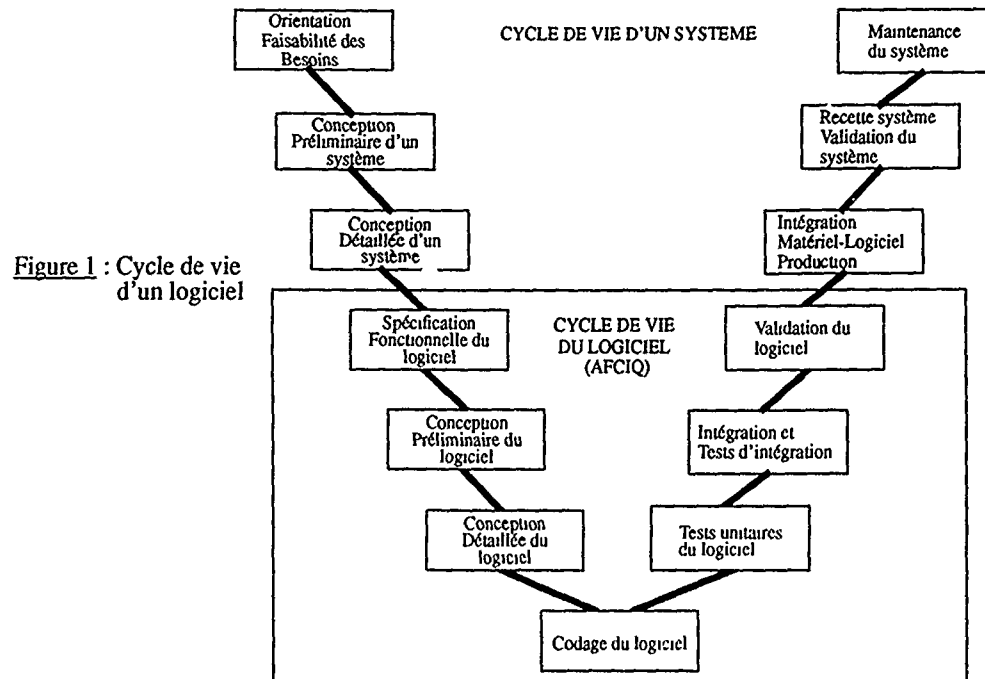 Orientation
Faisabilité des
Besoins
CYCLE DE VIE D'UN SYSTEME
Maintenance
du système
Conception
Préliminaire d'un
système
Recette système
Validation du
système
Conception
Détaillée d'un
système
Intégration
Matériel-Logiciel
Production
Figure 1 : Cycle de vie
d'un logiciel
Spécification
Fonctionnelle du
logiciel
CYCLE DE VIE
DU LOGICIEL
(AFCIQ)
Validation du
logiciel
Conception
Préliminaire du
logiciel
Intégration et
Tests d'intégration
Conception
Détaillée du
logiciel
Tests unitaires
du logiciel
Codage du logiciel